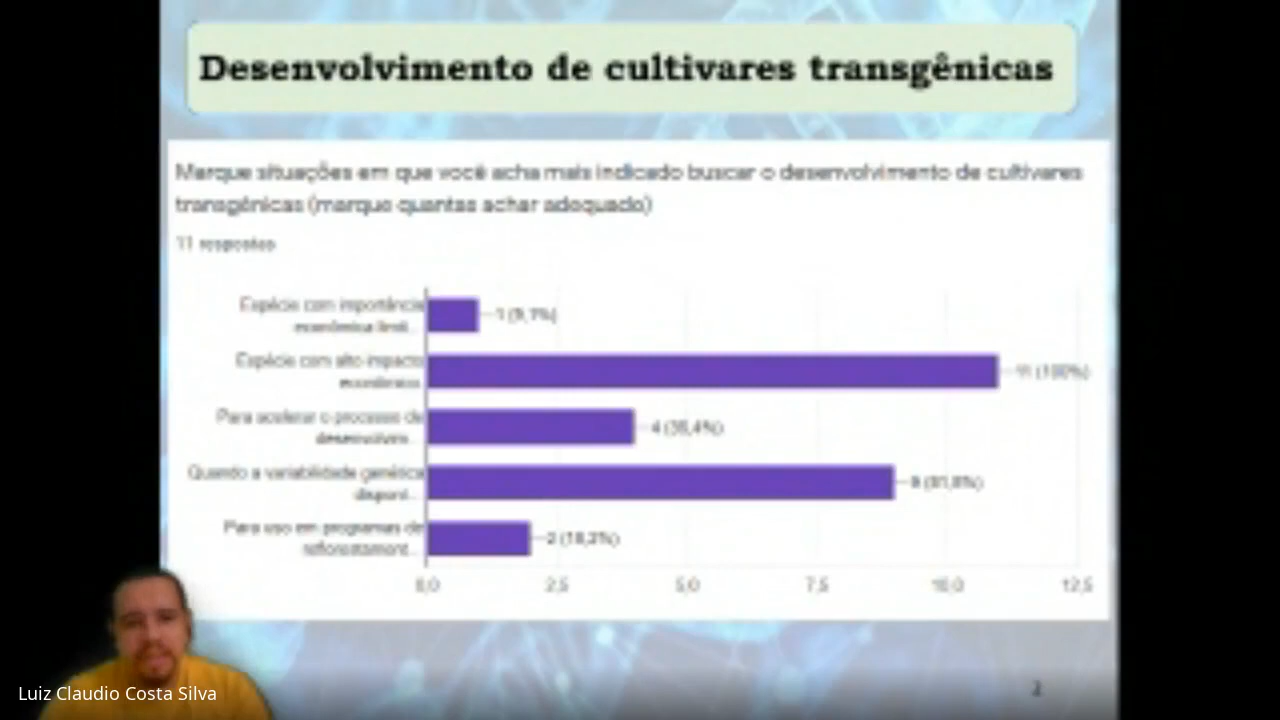 Desenvolvimento de cultivares transgênicas
Marque situações em que você acha mais indicado buscar o desenvolvimento de cultivares
transgênicas (marque quantas achar adequado)
11 respostas
Espécie com importância
econômica limit...
1 (9,1%)
Espécie com alto impacto
econômico
11 (100%)
Para acelerar o processo de
desenvolvim...
4 (36,4%)
Quando a variabilidade genética
disponí...
9 (81,8%)
Para uso em programas de
reflorestament...
2 (18,2%)
0,0 2,5 5,0 7,5 10,0 12,5
Luiz Claudio Costa Silva
2